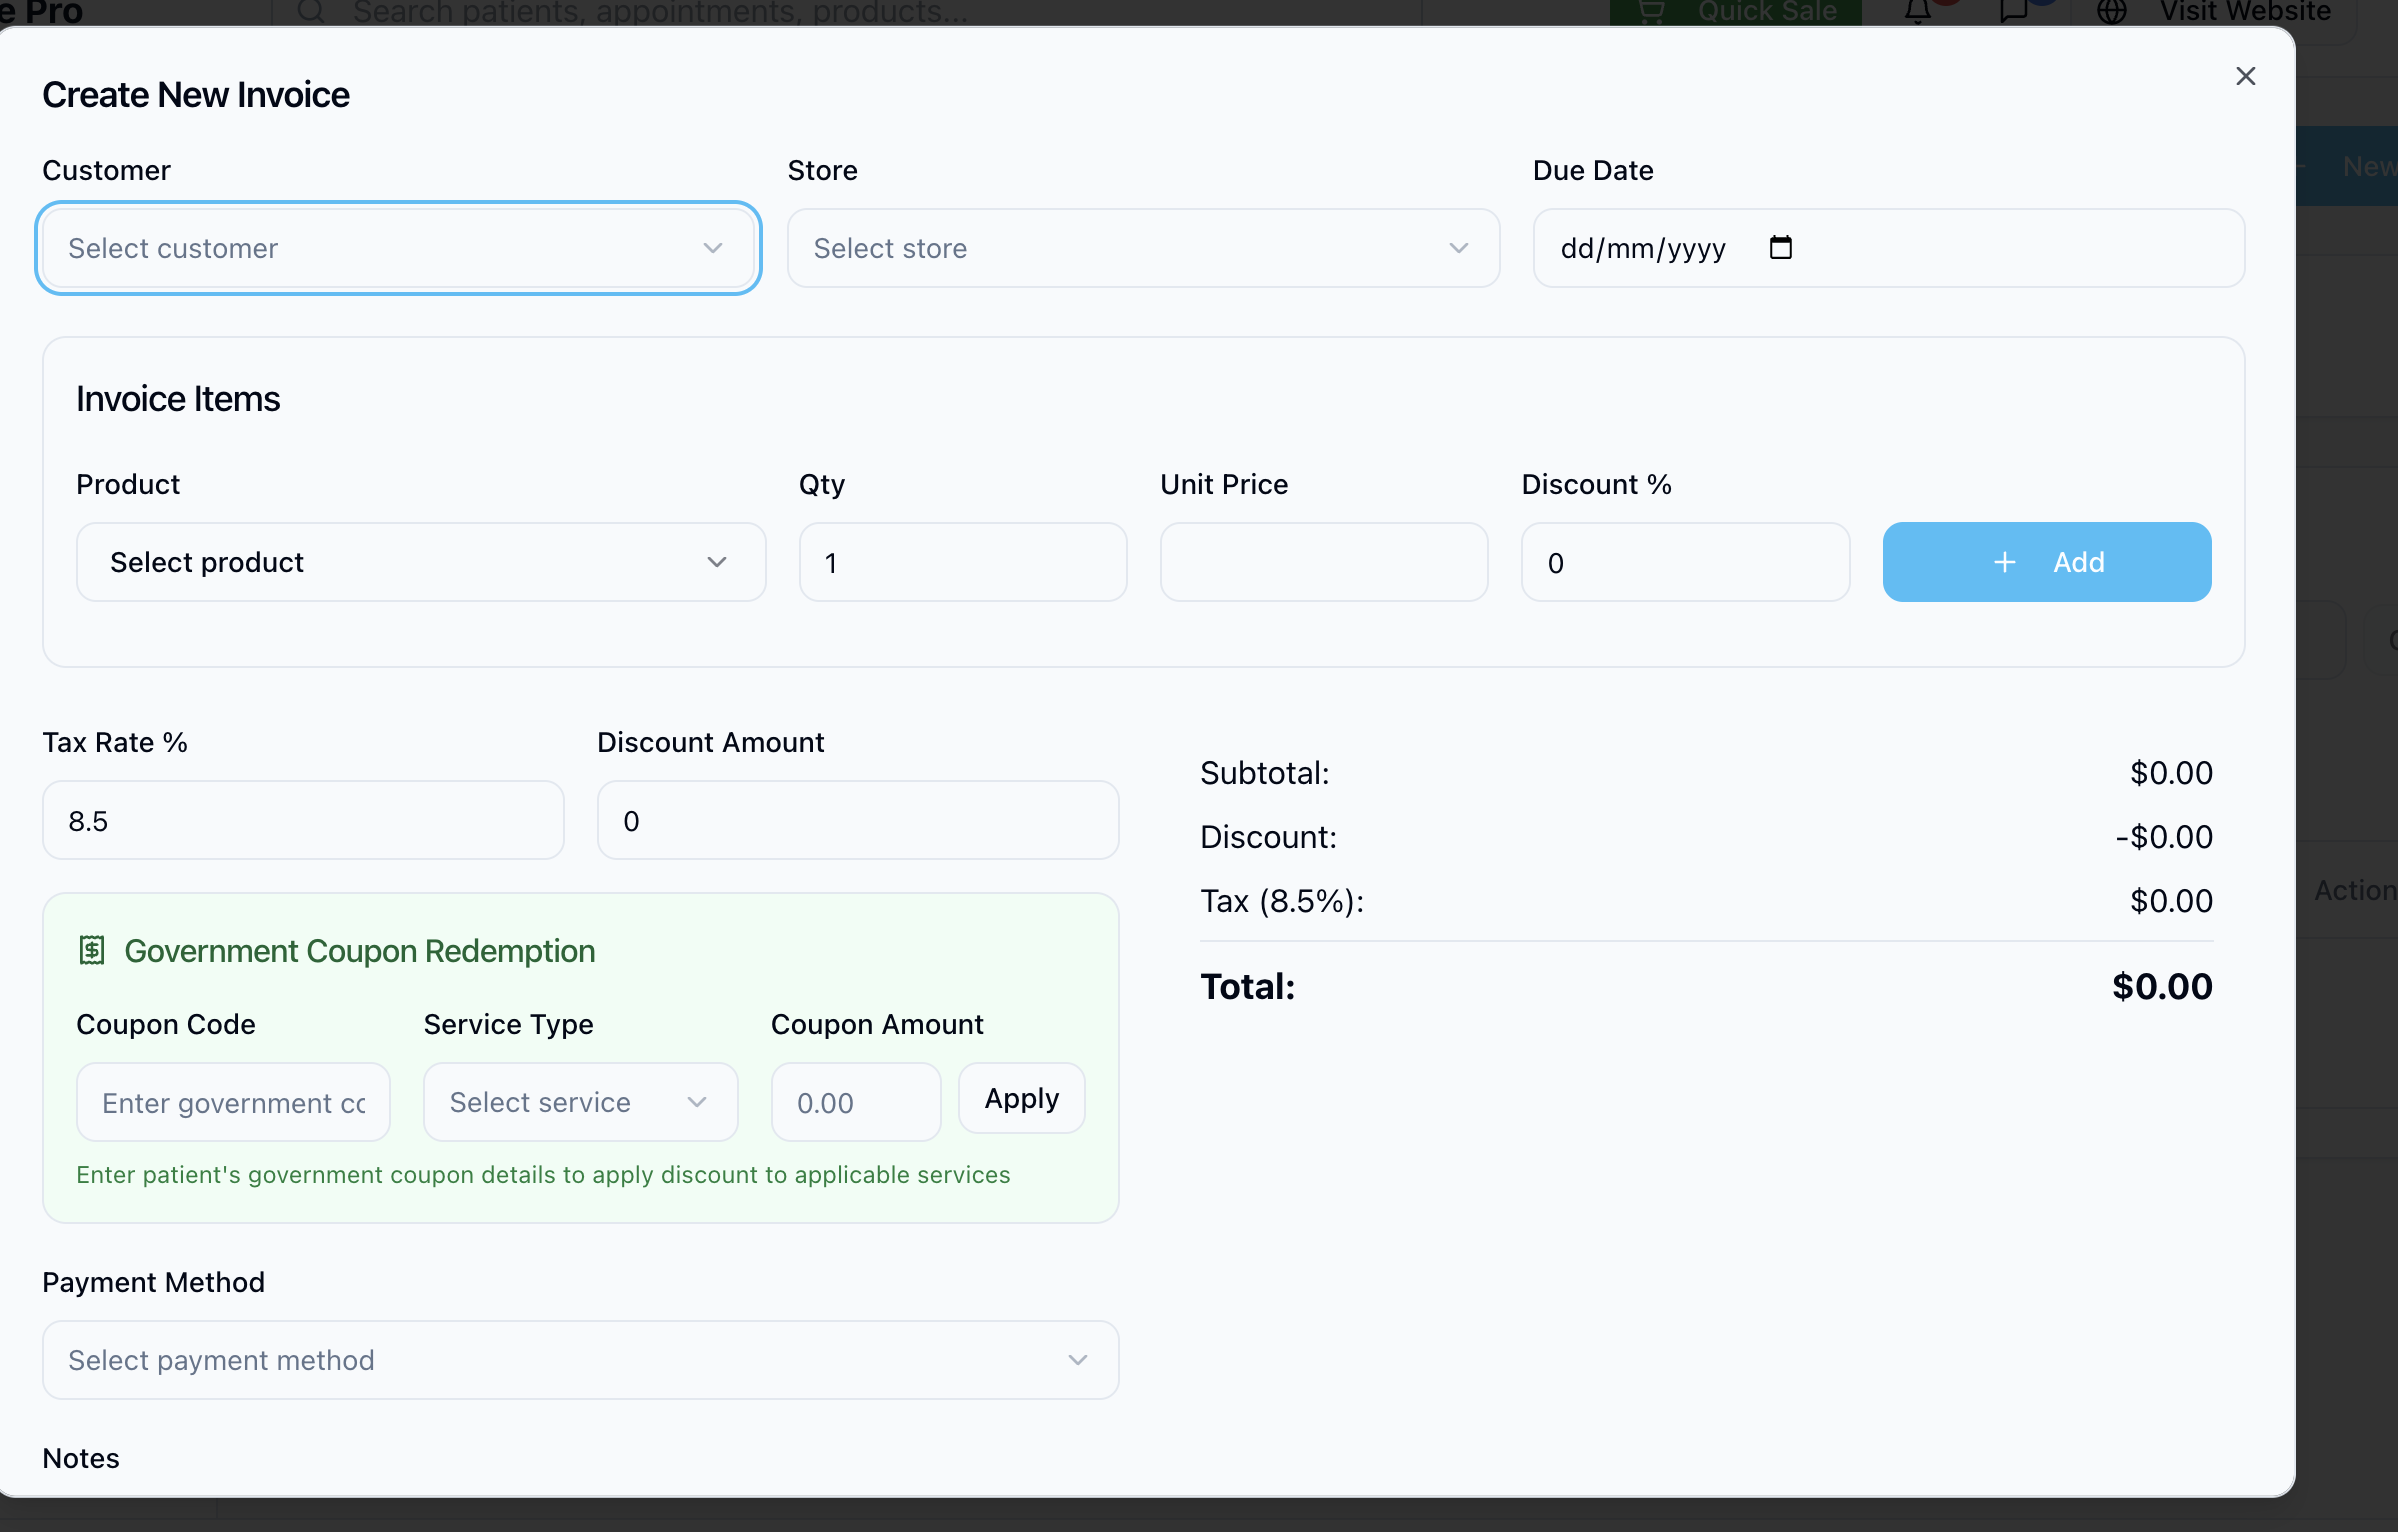 e Pro
Search patients, appointments, products...
Quick Sale
Visit Website
Create New Invoice
Customer
Store
Due Date
Select customer
Select store
dd/mm/yyyy
New
Invoice Items
Product
Qty
Unit Price
Discount %
Select product
1
0
+ Add
Tax Rate %
Discount Amount
8.5
0
Subtotal: $0.00
Discount: -$0.00
Tax (8.5%): $0.00
Total: $0.00
Action
Government Coupon Redemption
Coupon Code
Service Type
Coupon Amount
Enter government co
Select service
0.00
Apply
Enter patient's government coupon details to apply discount to applicable services
Payment Method
Select payment method
Notes